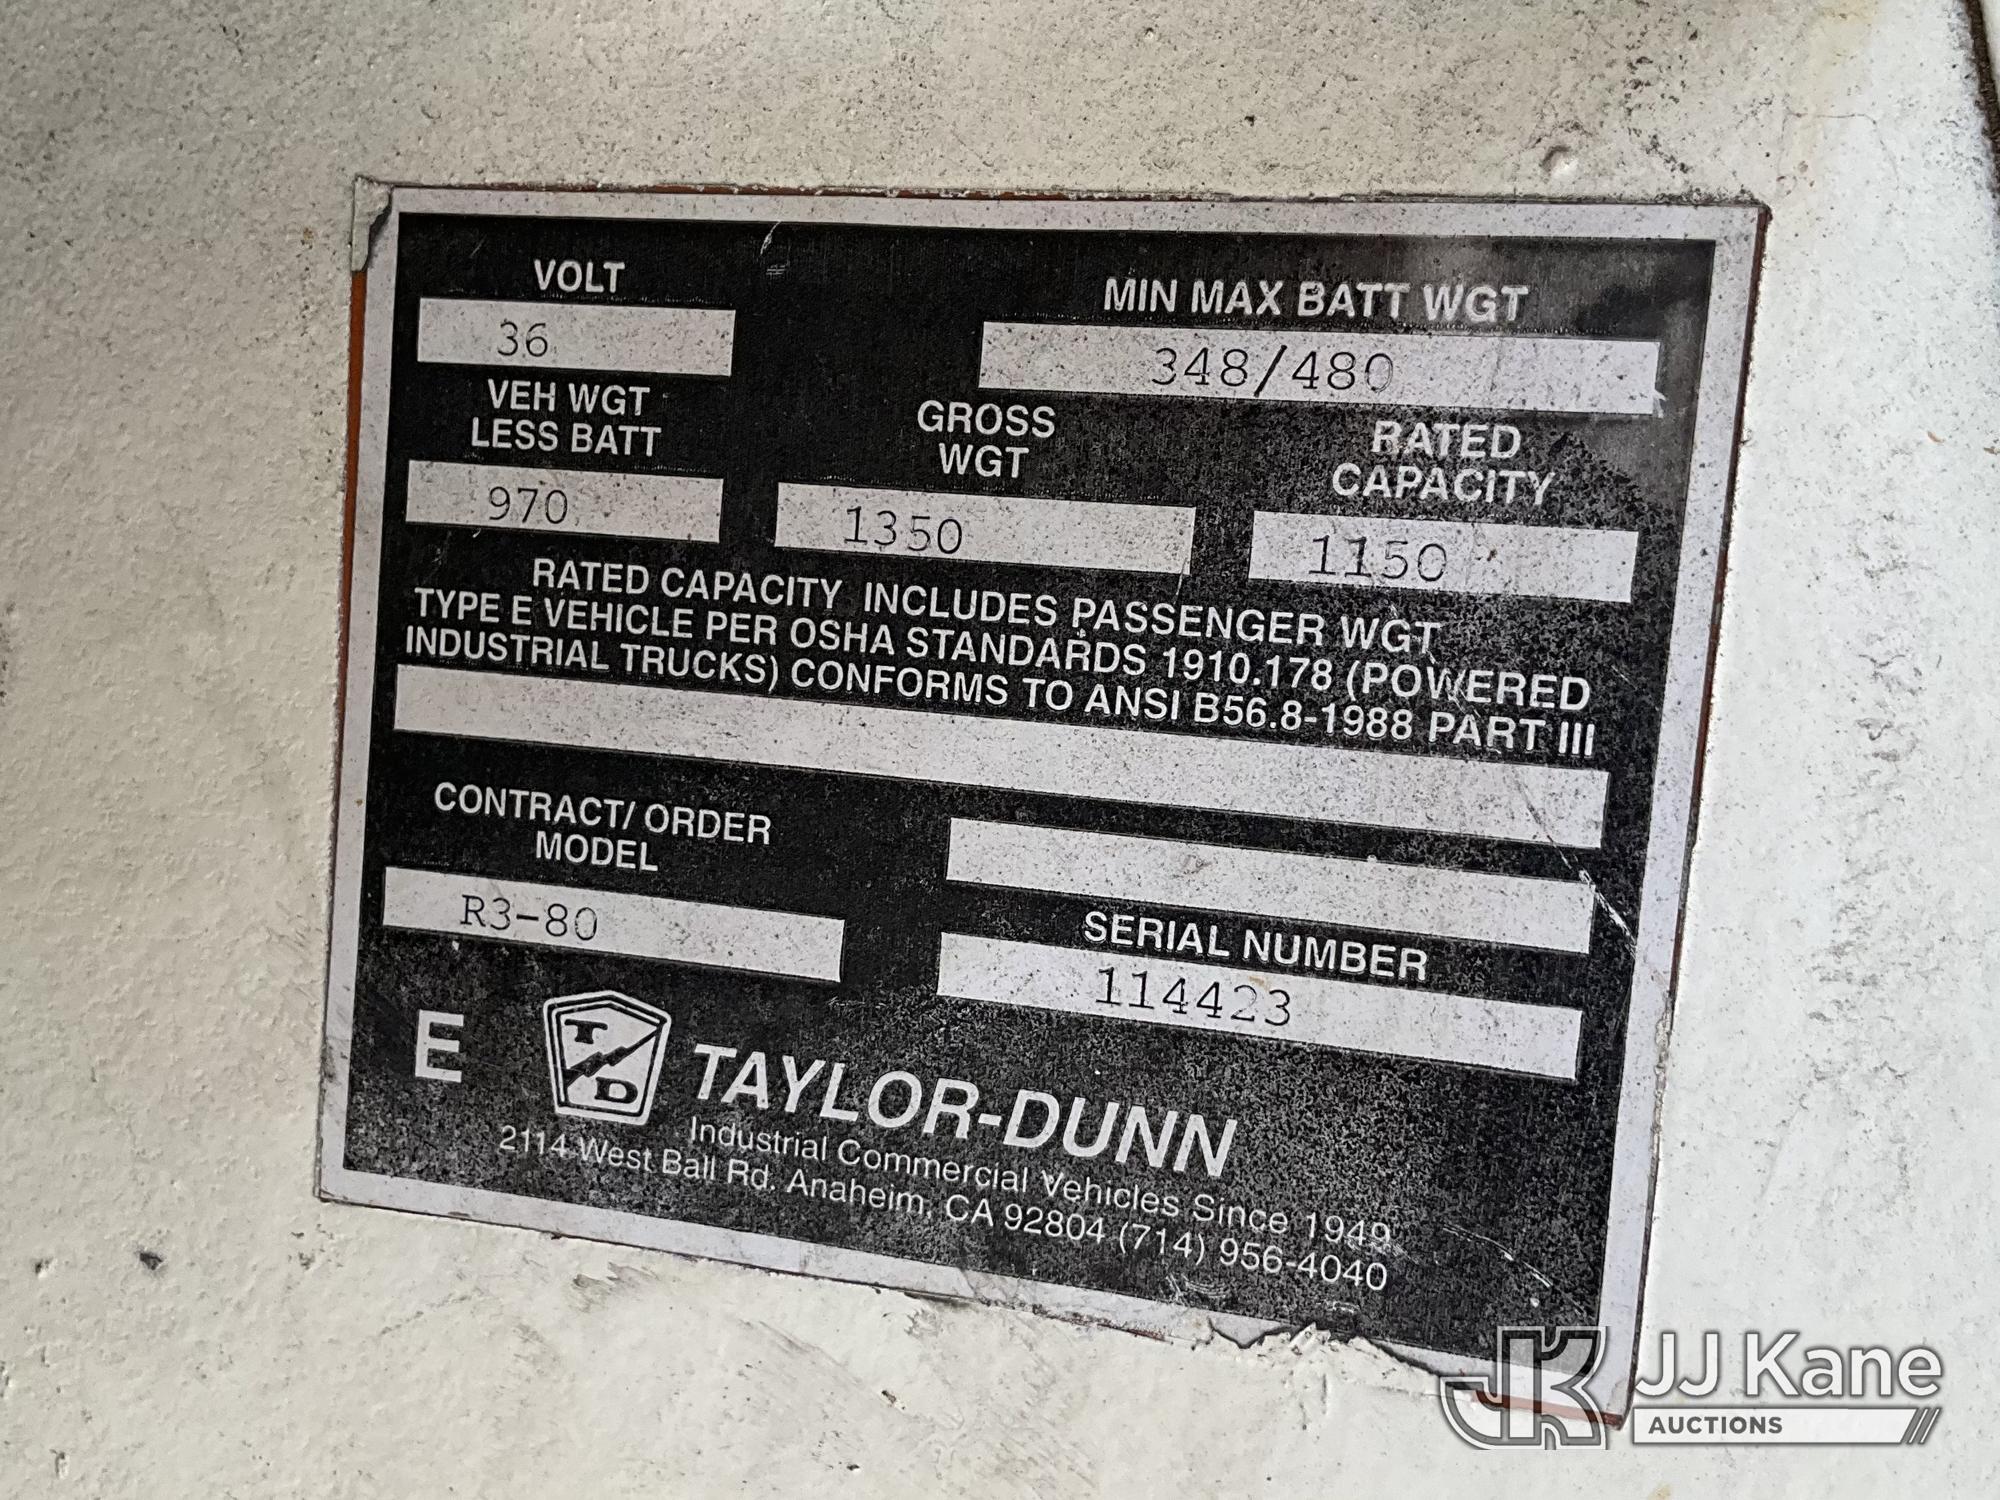 VOLT
36
MIN MAX BATT WGT
348/480
VEH WGT
LESS BATT
970
GROSS
WGT
1350
RATED
CAPACITY
1150
RATED CAPACITY INCLUDES PASSENGER WGT
TYPE E VEHICLE PER OSHA STANDARDS 1910.178 (POWERED
INDUSTRIAL TRUCKS) CONFORMS TO ANSI B56.8-1988 PART III
CONTRACT/ ORDER
MODEL
R3-80
SERIAL NUMBER
114423
E
T
D
TAYLOR-DUNN
Industrial Commercial Vehicles Since 1949
2114 West Ball Rd. Anaheim, CA 92804 (714) 956-4040
JK
JJ Kane
AUCTIONS